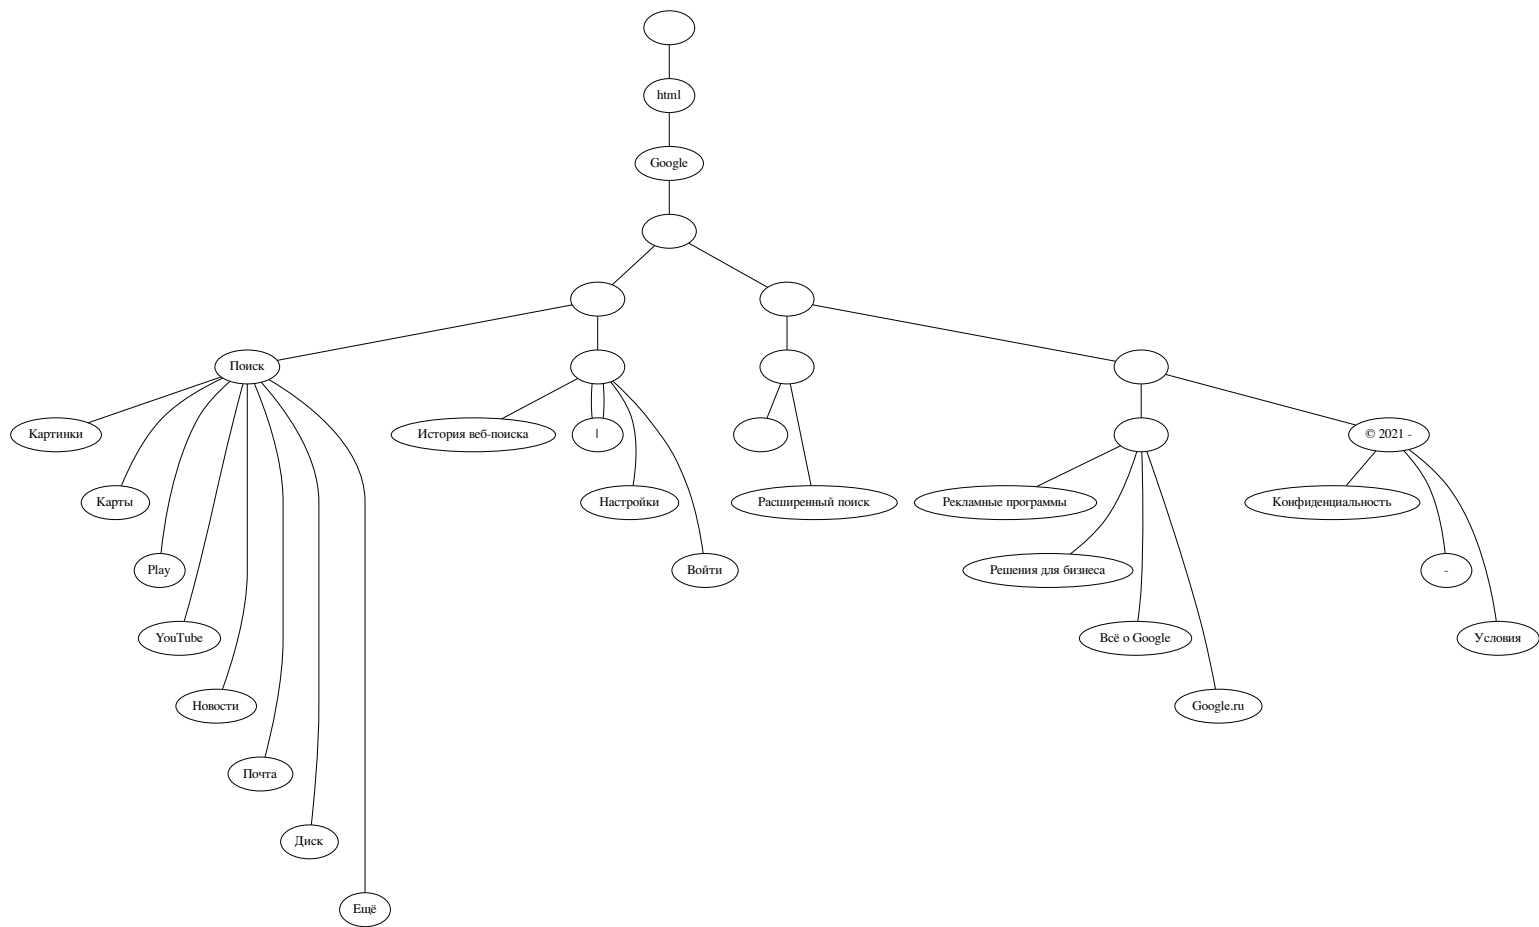 html
Google
Поиск
Картинки
История веб-поиска
|
© 2021 -
Карты
Настройки
Расширенный поиск
Рекламные программы
Конфиденциальность
Play
Войти
Решения для бизнеса
-
YouTube
Всё о Google
Условия
Новости
Google.ru
Почта
Диск
Ещё